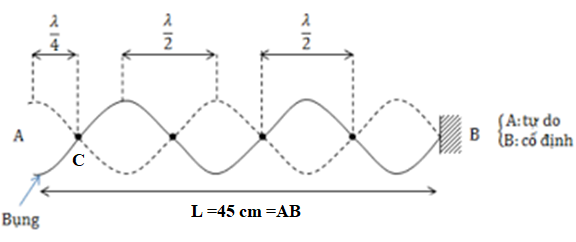 λ/4
λ/2
λ/2
A
C
B
{A: tự do
B: cố định
L =45 cm =AB
Bụng